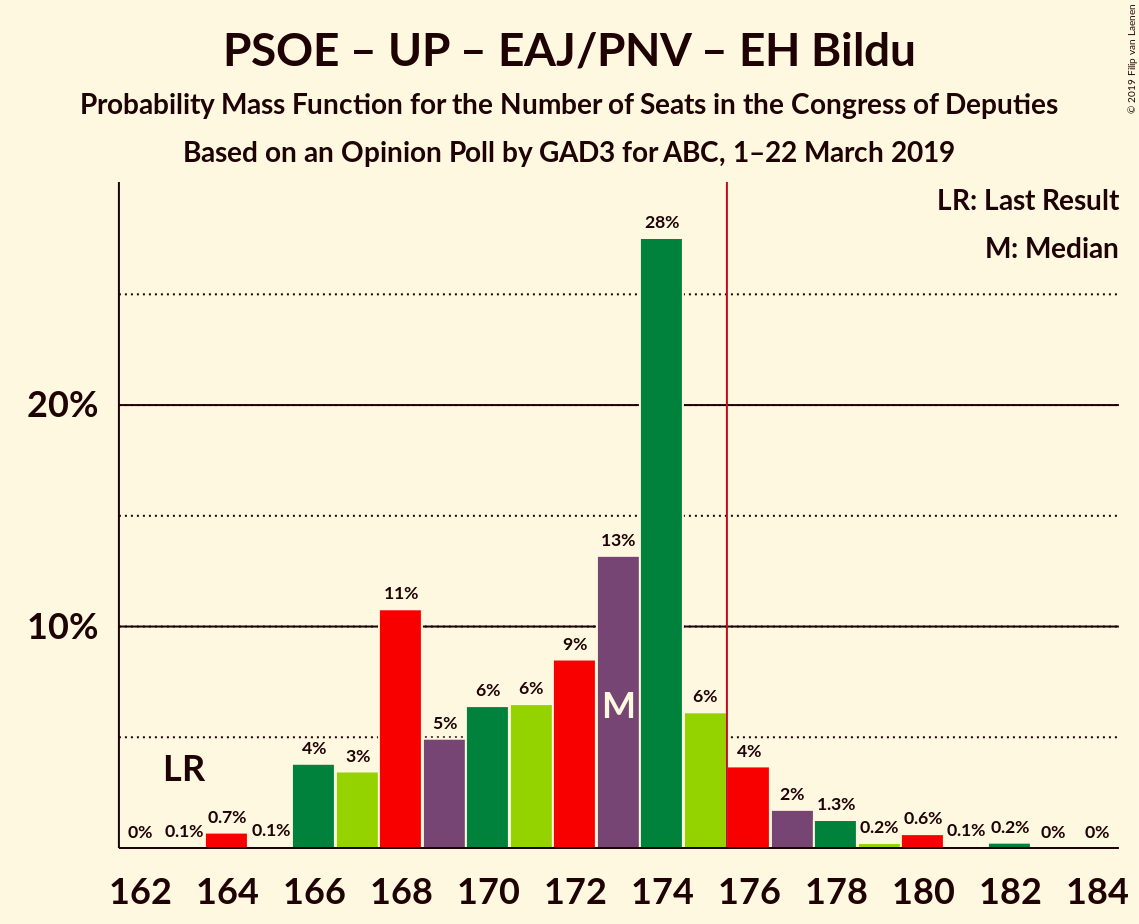 PSOE – UP – EAJ/PNV – EH Bildu
Probability Mass Function for the Number of Seats in the Congress of Deputies
Based on an Opinion Poll by GAD3 for ABC, 1–22 March 2019
© 2019 Filip van Laenen
LR: Last Result
M: Median
28%
20%
13%
11%
10%
9%
M
6%
6%
6%
5%
4%
3%
4%
LR
2%
0%
0.1%
0.7%
0.1%
1.3%
0.2%
0.6%
0.1%
0.2%
0%
0%
162 164 166 168 170 172 174 176 178 180 182 184